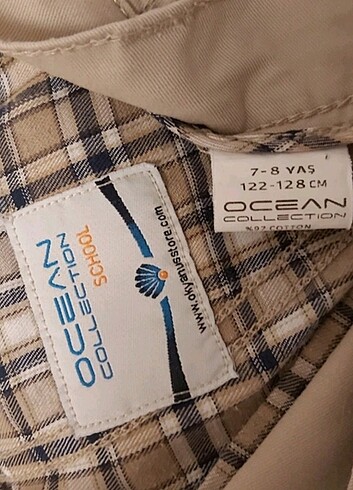 7-8 YAŞ
122-128 CM
OCEAN
COLLECTION
%97 COTTON
OCEAN
COLLECTION
SCHOOL
www.okyanusstore.com